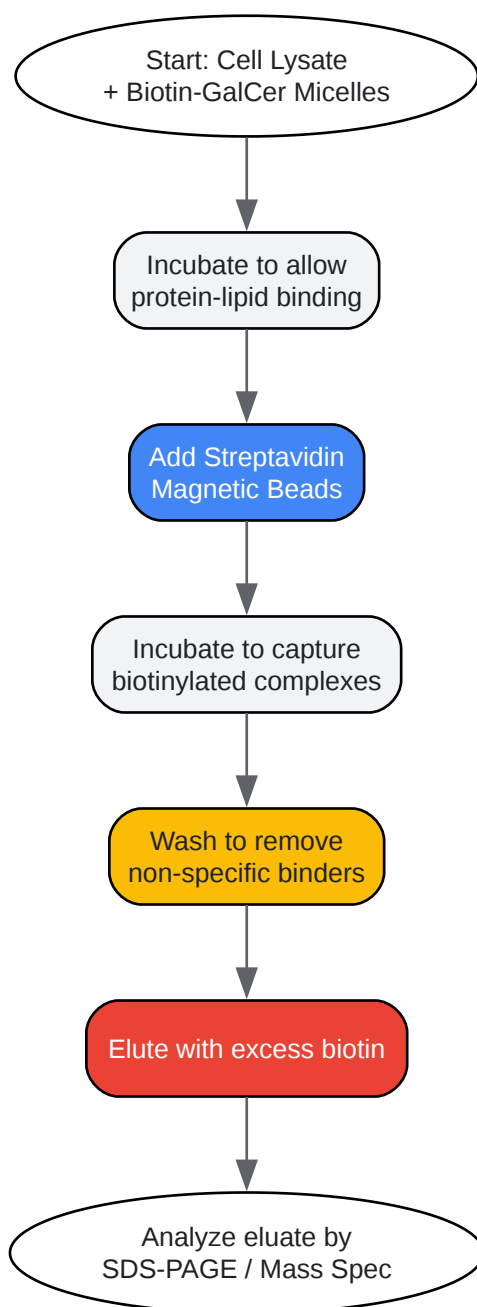 Start: Cell Lysate
+ Biotin-GalCer Micelles
Incubate to allow
protein-lipid binding
Add Streptavidin
Magnetic Beads
Incubate to capture
biotinylated complexes
Wash to remove
non-specific binders
Elute with excess biotin
Analyze eluate by
SDS-PAGE / Mass Spec